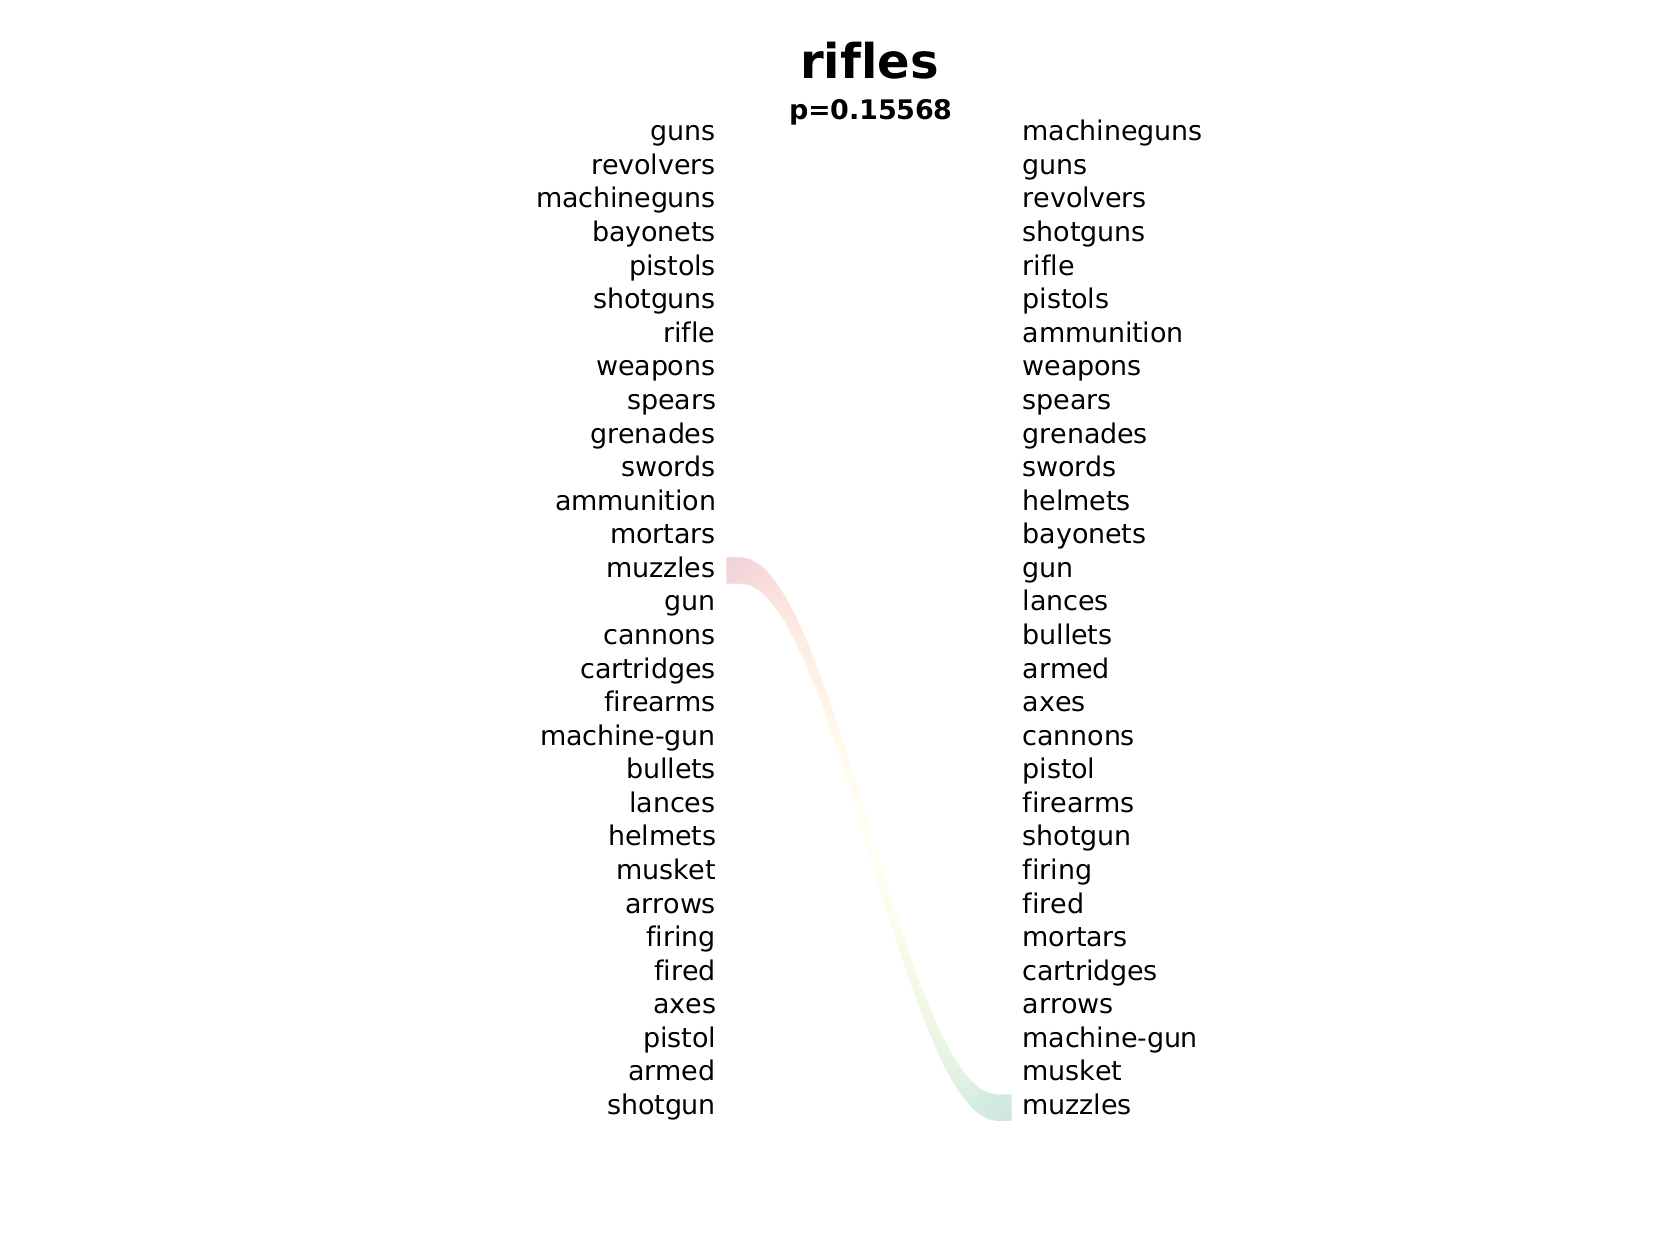 rifles
p=0.15568
guns
revolvers
machineguns
bayonets
pistols
shotguns
rifle
weapons
spears
grenades
swords
ammunition
mortars
muzzles
gun
cannons
cartridges
firearms
machine-gun
bullets
lances
helmets
musket
arrows
firing
fired
axes
pistol
armed
shotgun
machineguns
guns
revolvers
shotguns
rifle
pistols
ammunition
weapons
spears
grenades
swords
helmets
bayonets
gun
lances
bullets
armed
axes
cannons
pistol
firearms
shotgun
firing
fired
mortars
cartridges
arrows
machine-gun
musket
muzzles